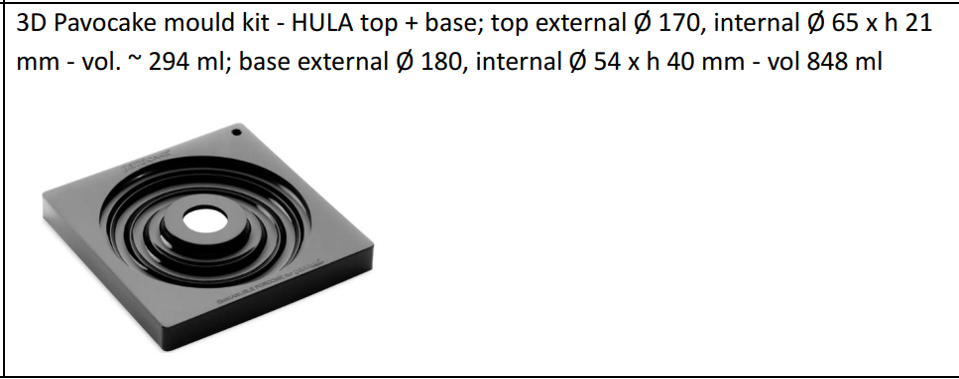 3D Pavocake mould kit - HULA top + base; top external Ø 170, internal Ø 65 x h 21
mm - vol. ~ 294 ml; base external Ø 180, internal Ø 54 x h 40 mm - vol 848 ml